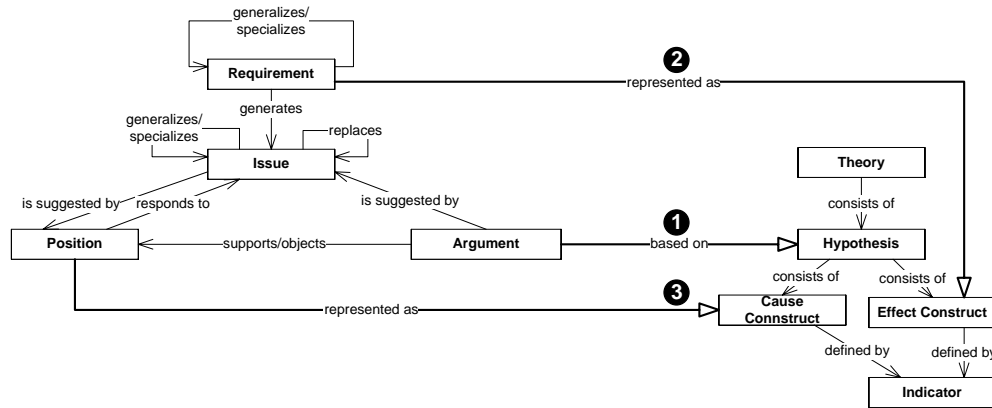 generalizes/
specializes
2
Requirement
represented as
generates
generalizes/
specializes
replaces
Issue
Theory
is suggested by
responds to
is suggested by
consists of
1
Position
supports/objects
Argument
based on
Hypothesis
consists of
consists of
3
represented as
Cause
Connstruct
Effect Construct
defined by
defined by
Indicator